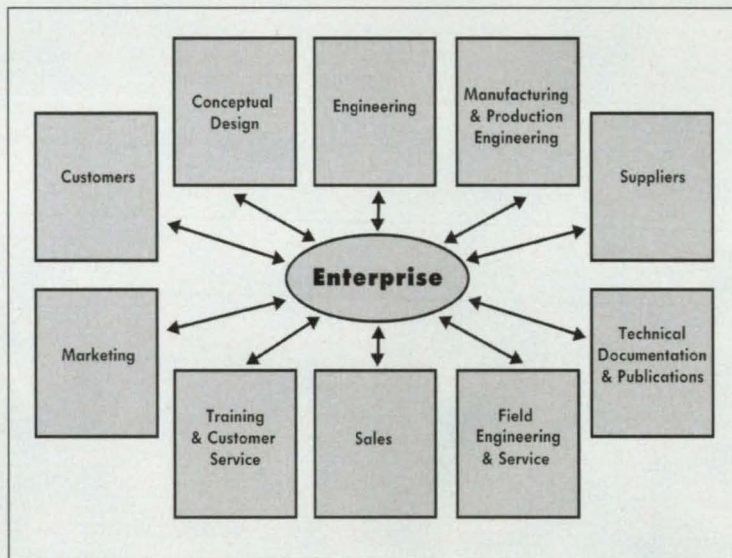 Conceptual
Design
Engineering
Manufacturing
& Production
Engineering
Customers
Suppliers
Enterprise
Marketing
Technical
Documentation
& Publications
Training
& Customer
Service
Sales
Field
Engineering
& Service